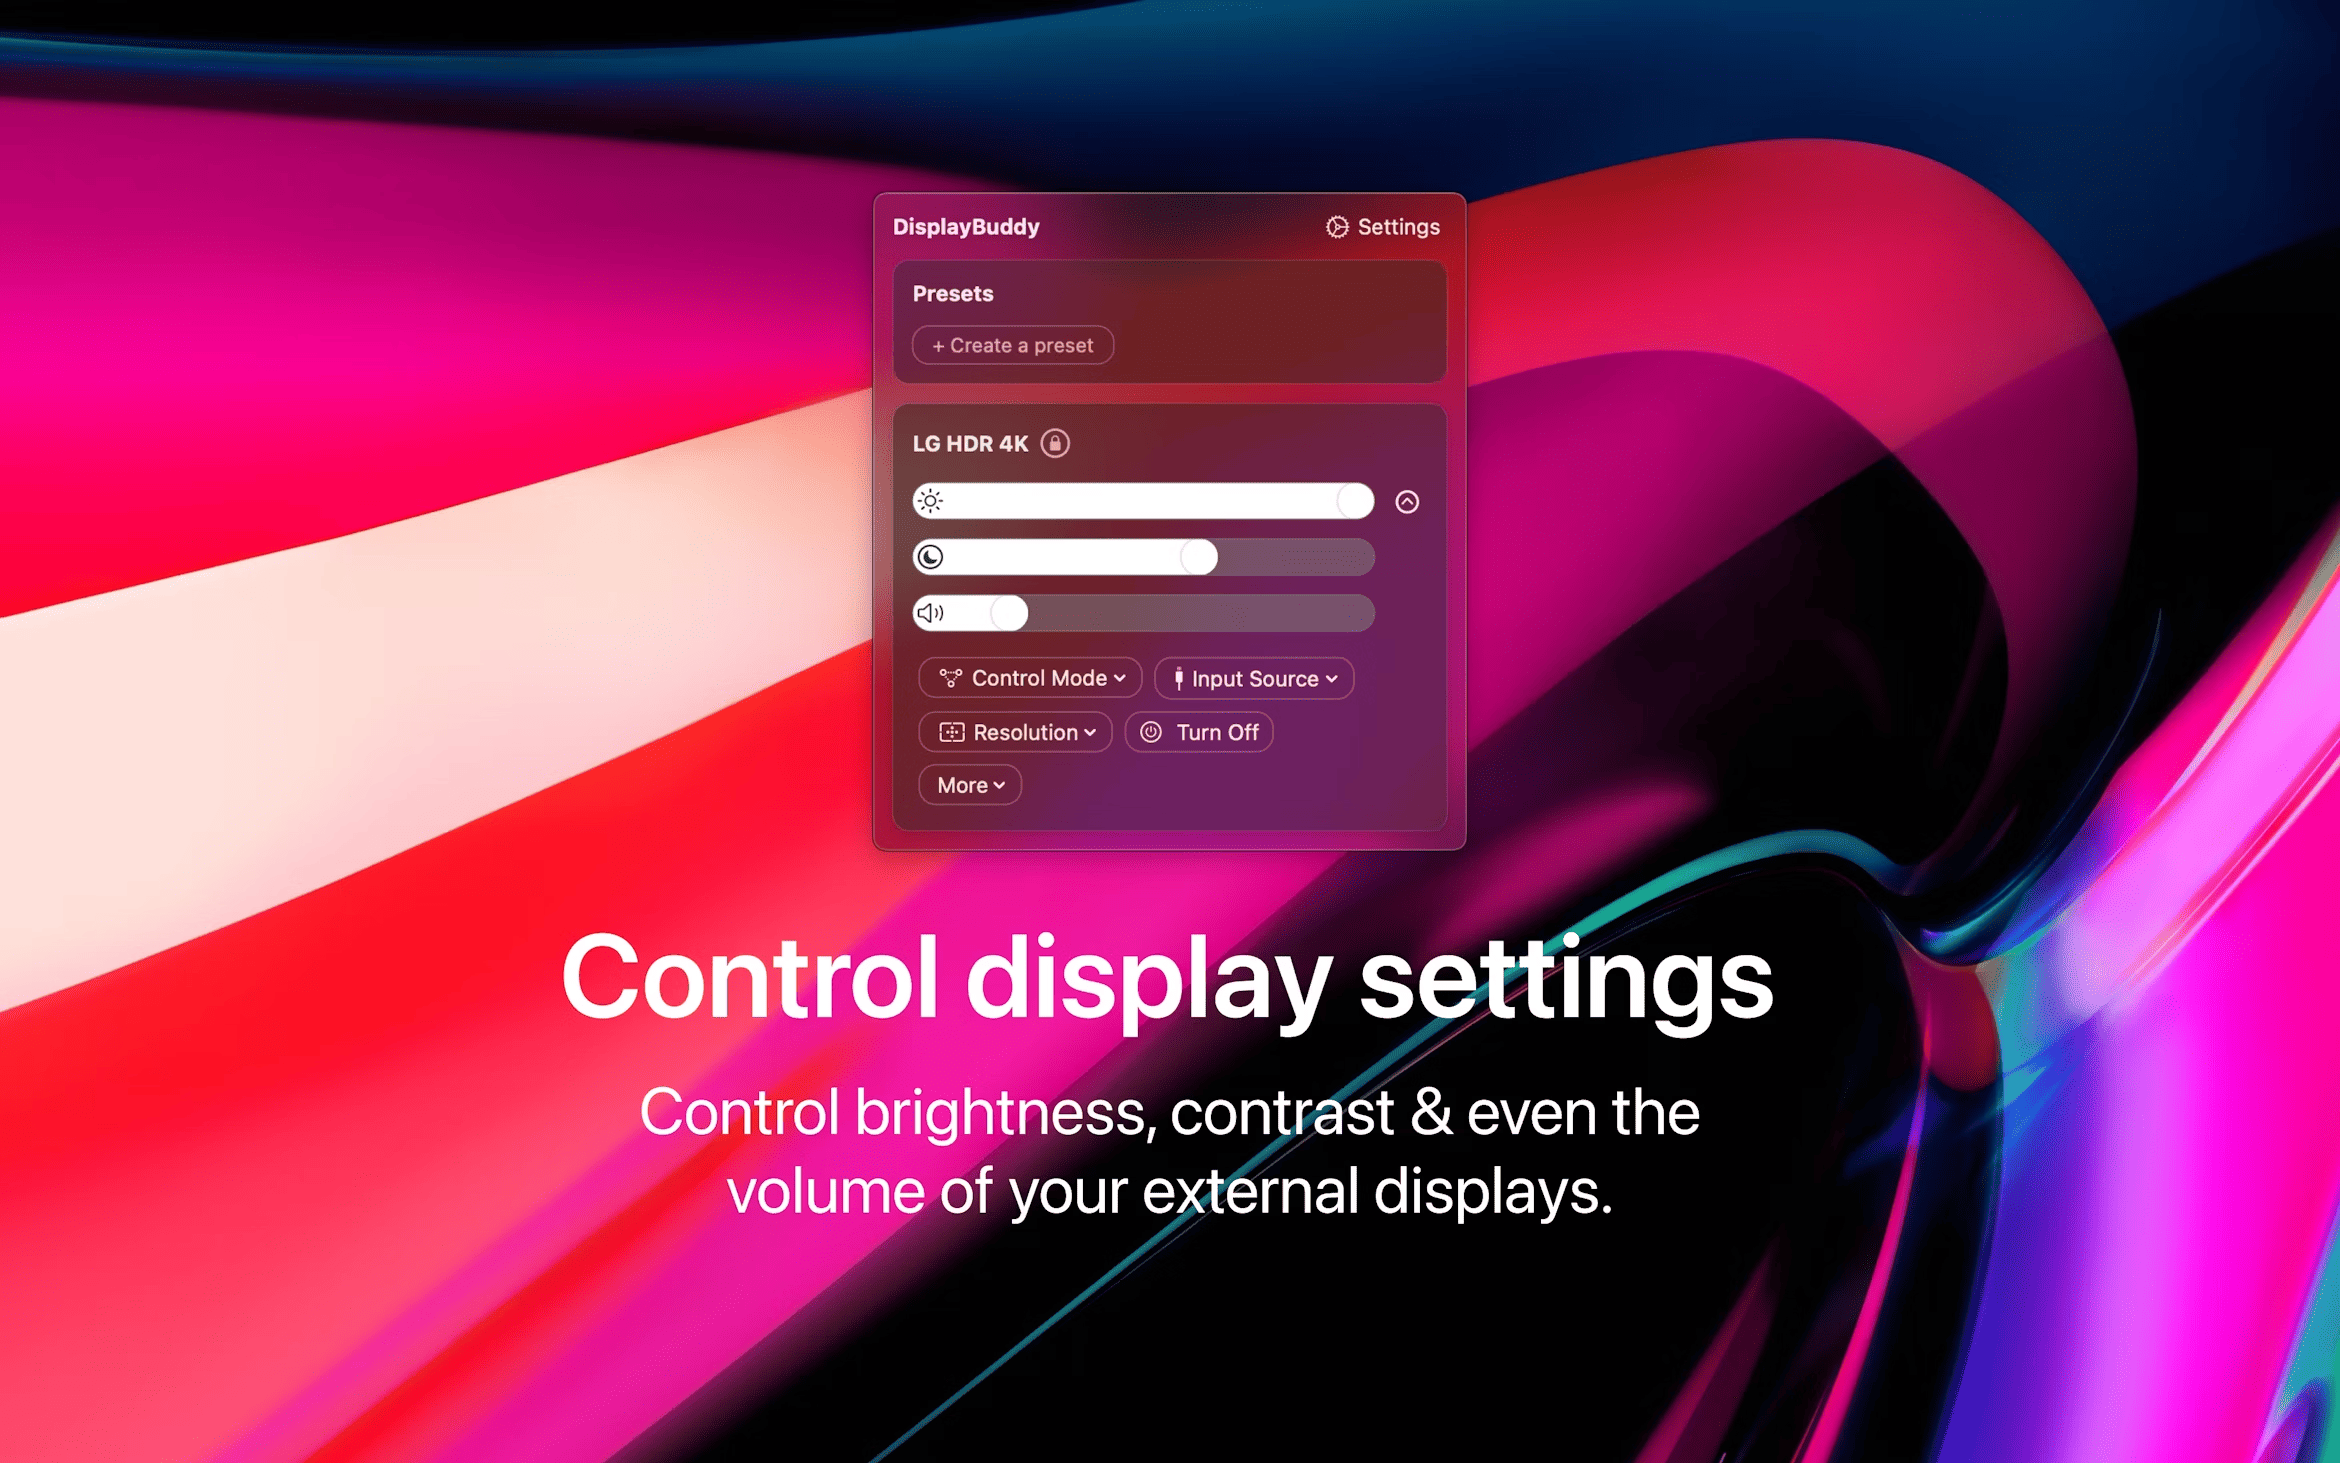 DisplayBuddy
Settings
Presets
+ Create a preset
LG HDR 4K
Control Mode
Input Source
Resolution
Turn Off
More
Control display settings
Control brightness, contrast & even the
volume of your external displays.